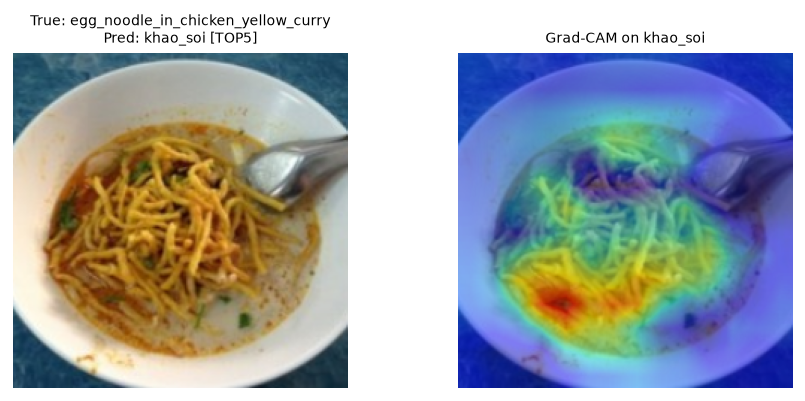 True: egg_noodle_in_chicken_yellow_curry
Pred: khao_soi [TOP5]
Grad-CAM on khao_soi